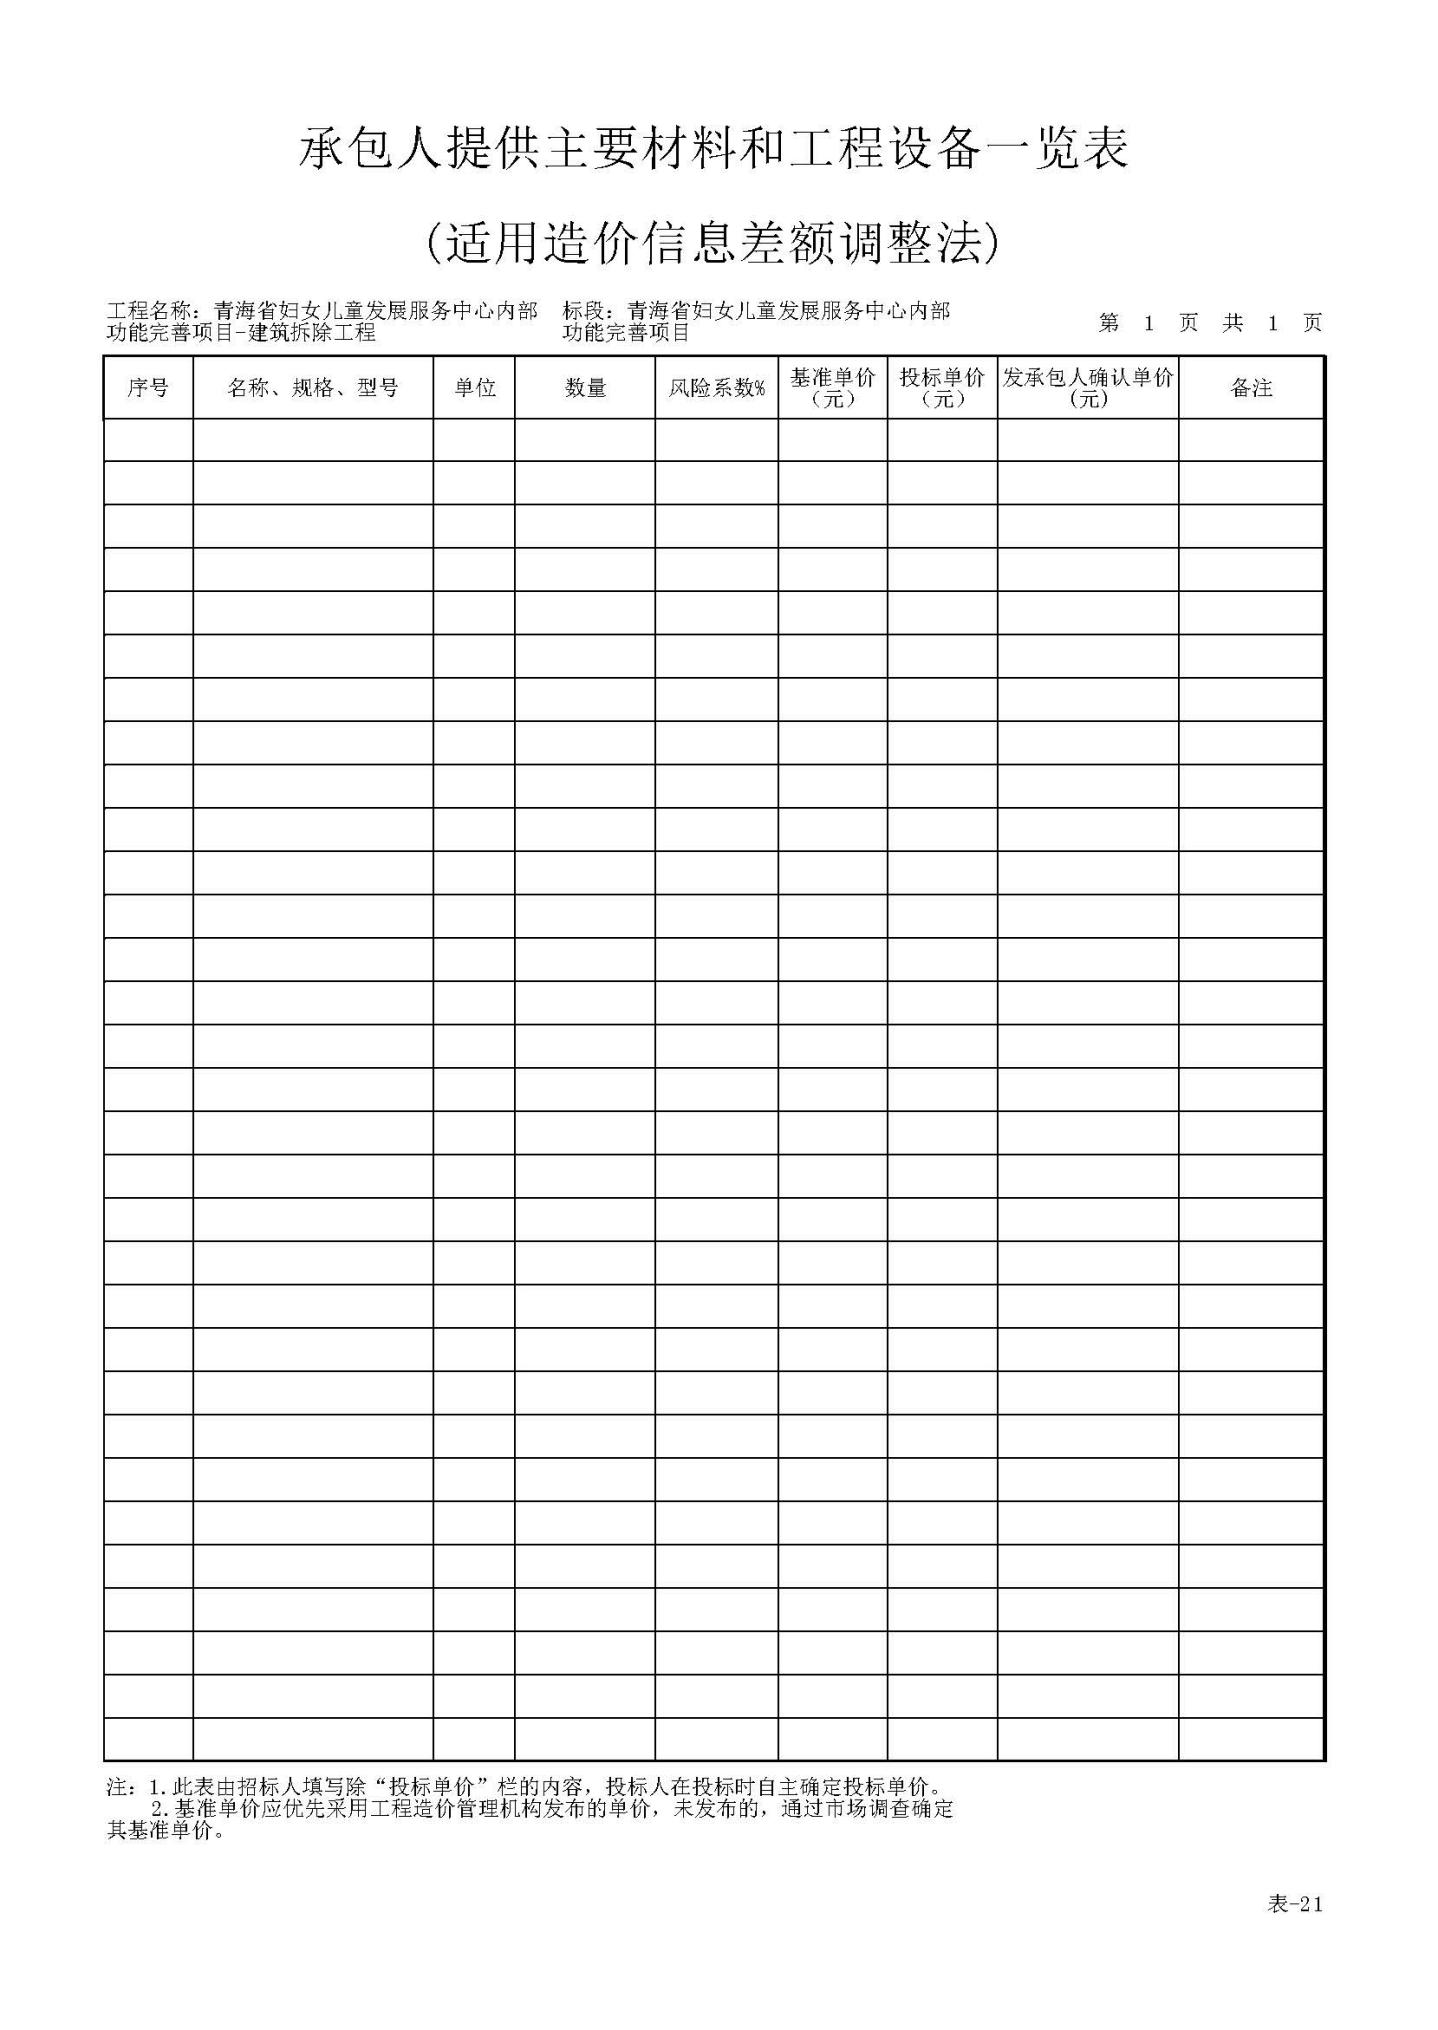 承包人提供主要材料和工程设备一览表
(适用造价信息差额调整法)
工程名称：青海省妇女儿童发展服务中心内部
功能完善项目-建筑拆除工程
标段：青海省妇女儿童发展服务中心内部
功能完善项目
第 1 页 共 1 页
序号
名称、规格、型号
单位
数量
风险系数%
基准单价
（元）
投标单价
（元）
发承包人确认单价
(元)
备注
注：1.此表由招标人填写除“投标单价”栏的内容，投标人在投标时自主确定投标单价。
2.基准单价应优先采用工程造价管理机构发布的单价，未发布的，通过市场调查确定
其基准单价。
表-21